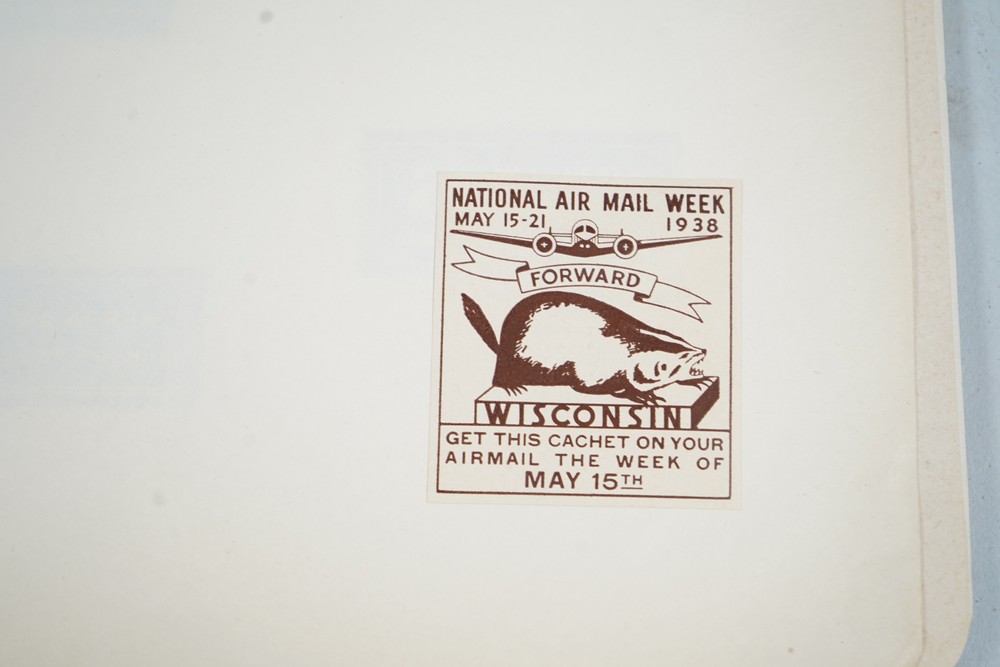 NATIONAL AIR MAIL WEEK
MAY 15-21 1938
FORWARD
WISCONSIN
GET THIS CACHET ON YOUR
AIRMAIL THE WEEK OF
MAY 15TH